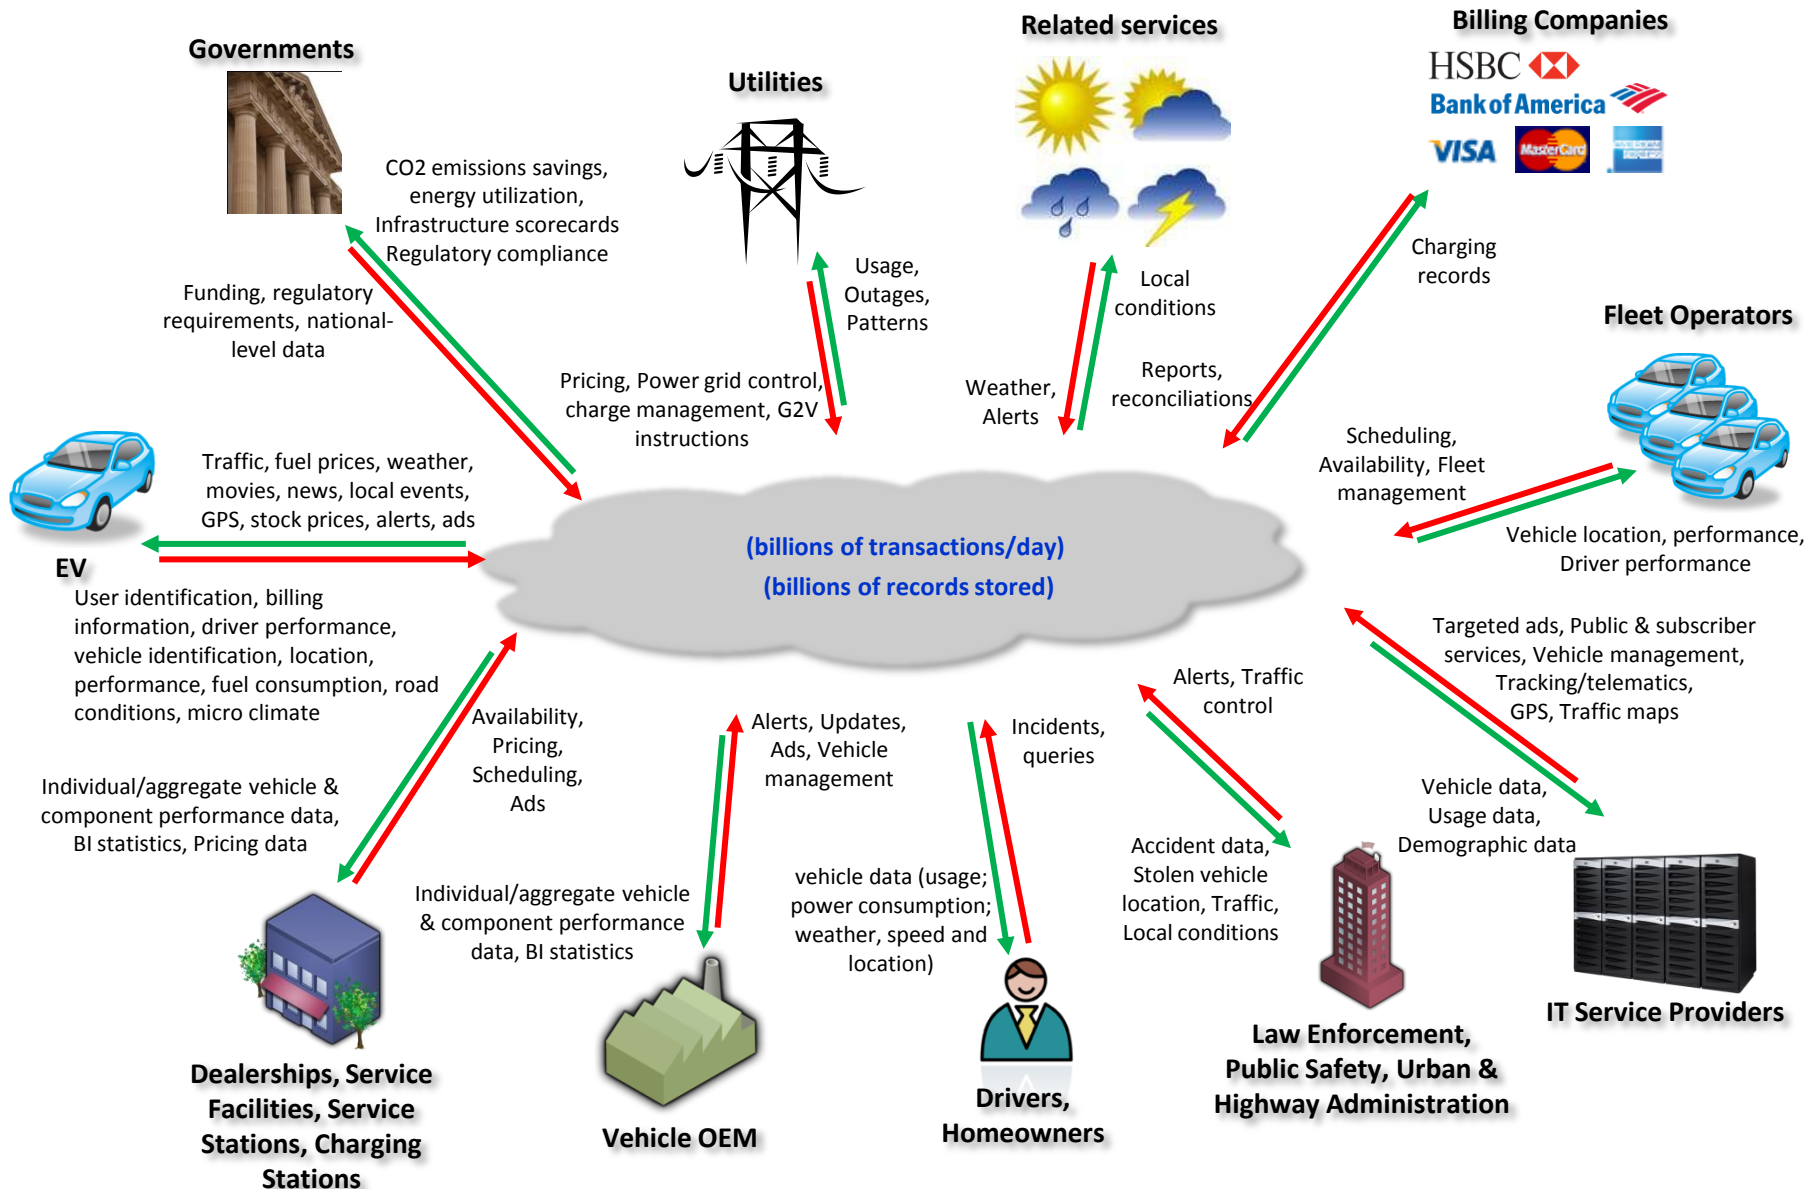 Governments
Utilities
Related services
Billing Companies
HSBC
Bank of America
VISA
MasterCard
CO2 emissions savings,
energy utilization,
Infrastructure scorecards
Regulatory compliance
Funding, regulatory
requirements, national-
level data
Usage,
Outages,
Patterns
Pricing, Power grid control,
charge management, G2V
instructions
Local
conditions
Weather,
Alerts
Charging
records
Reports,
reconciliations
Fleet Operators
Scheduling,
Availability, Fleet
management
Vehicle location, performance,
Driver performance
Traffic, fuel prices, weather,
movies, news, local events,
GPS, stock prices, alerts, ads
EV
User identification, billing
information, driver performance,
vehicle identification, location,
performance, fuel consumption, road
conditions, micro climate
(billions of transactions/day)
(billions of records stored)
Targeted ads, Public & subscriber
services, Vehicle management,
Tracking/telematics,
GPS, Traffic maps
Vehicle data,
Usage data,
Demographic data
IT Service Providers
Alerts, Traffic
control
Accident data,
Stolen vehicle
location, Traffic,
Local conditions
Law Enforcement,
Public Safety, Urban &
Highway Administration
Incidents,
queries
vehicle data (usage;
power consumption;
weather, speed and
location)
Drivers,
Homeowners
Alerts, Updates,
Ads, Vehicle
management
Individual/aggregate vehicle
& component performance
data, BI statistics
Vehicle OEM
Availability,
Pricing,
Scheduling,
Ads
Individual/aggregate vehicle &
component performance data,
BI statistics, Pricing data
Dealerships, Service
Facilities, Service
Stations, Charging
Stations